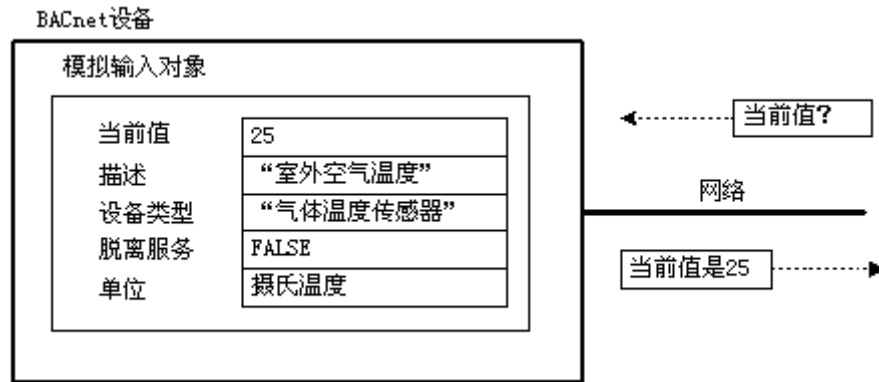 BACnet设备
模拟输入对象
当前值 25
描述 “室外空气温度”
设备类型 “气体温度传感器”
脱离服务 FALSE
单位 摄氏温度
当前值?
网络
当前值是25